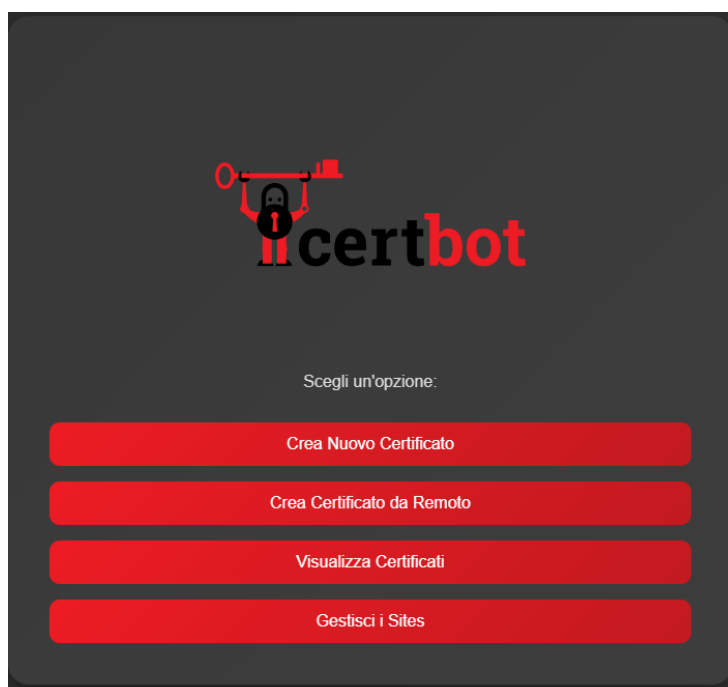 certbot
Scegli un'opzione:
Crea Nuovo Certificato
Crea Certificato da Remoto
Visualizza Certificati
Gestisci i Sites